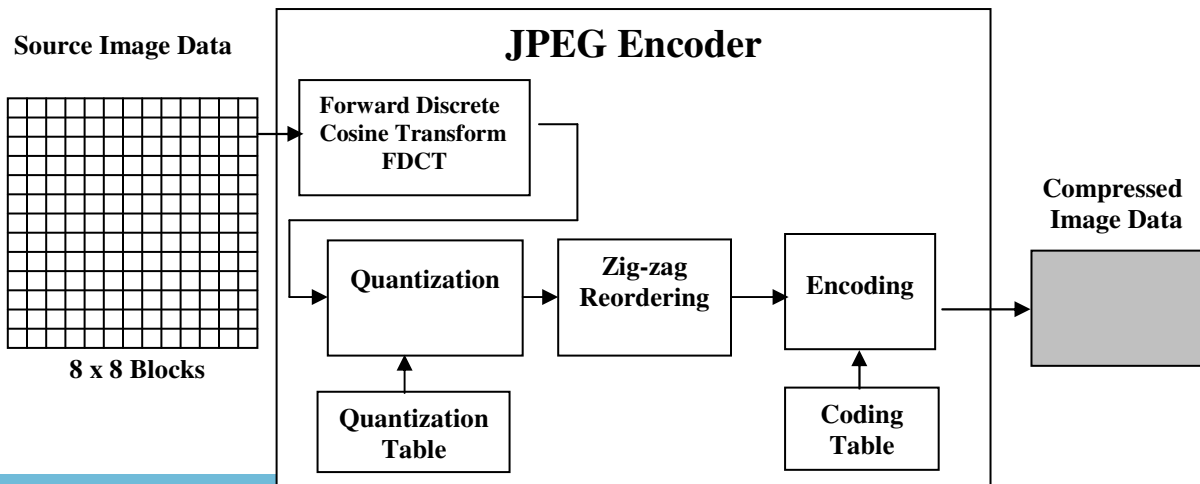 JPEG Encoder
Source Image Data
8 x 8 Blocks
Forward Discrete
Cosine Transform
FDCT
Quantization
Zig-zag
Reordering
Encoding
Quantization
Table
Coding
Table
Compressed
Image Data